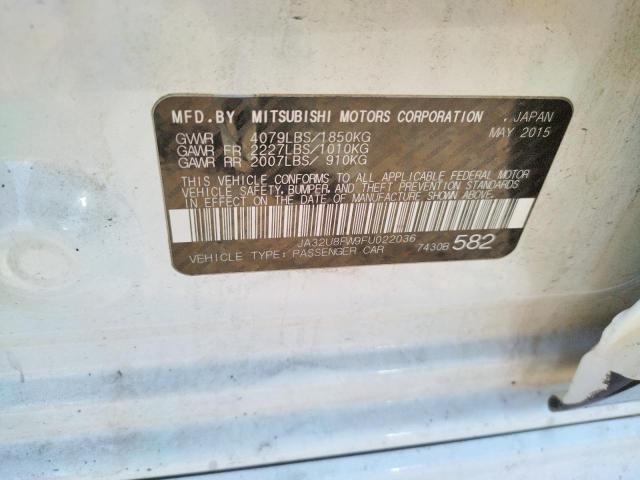 MFD. BY MITSUBISHI MOTORS CORPORATION . JAPAN
GVWR 4079LBS/1850KG MAY 2015
GAWR FR 2227LBS/1010KG
GAWR RR 2007LBS/ 910KG
THIS VEHICLE CONFORMS TO ALL APPLICABLE FEDERAL MOTOR
VEHICLE SAFETY, BUMPER, AND THEFT PREVENTION STANDARDS
IN EFFECT ON THE DATE OF MANUFACTURE SHOWN ABOVE.
JA32U8FW9FU022036
VEHICLE TYPE: PASSENGER CAR 7430B 582